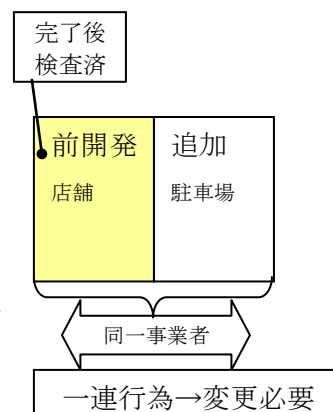 完了後
検査済
前開発
追加
店舗
駐車場
同一事業者
一連行為→変更必要